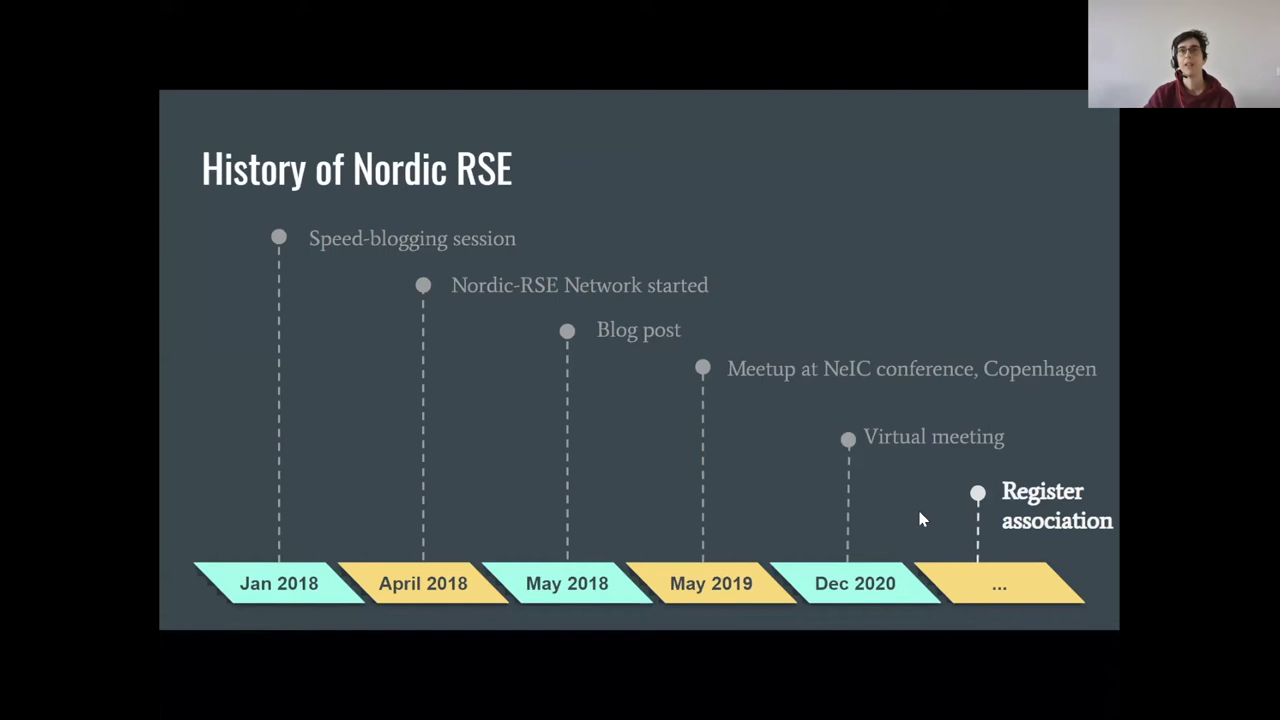 History of Nordic RSE
Speed-blogging session
Nordic-RSE Network started
Blog post
Meetup at NeIC conference, Copenhagen
Virtual meeting
Register
association
Jan 2018
April 2018
May 2018
May 2019
Dec 2020
...